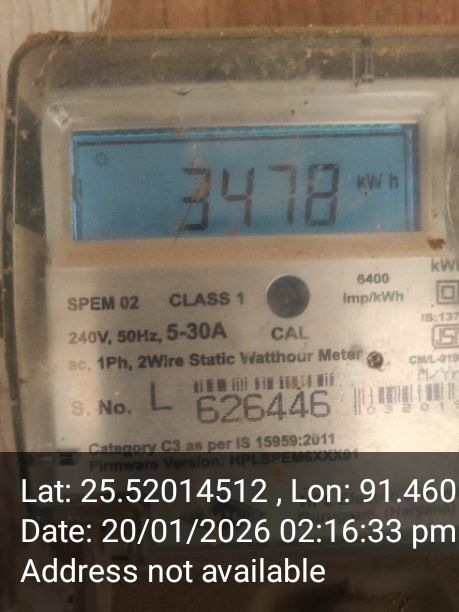 3478 kWh
SPEM 02 CLASS 1 6400 imp/kWh
240V, 50Hz, 5-30A CAL
ac, 1Ph, 2Wire Static Watthour Meter
S. No. L 626446
Category C3 as per IS 15959:2011
Firmware Version:
Lat: 25.52014512 , Lon: 91.460
Date: 20/01/2026 02:16:33 pm
Address not available